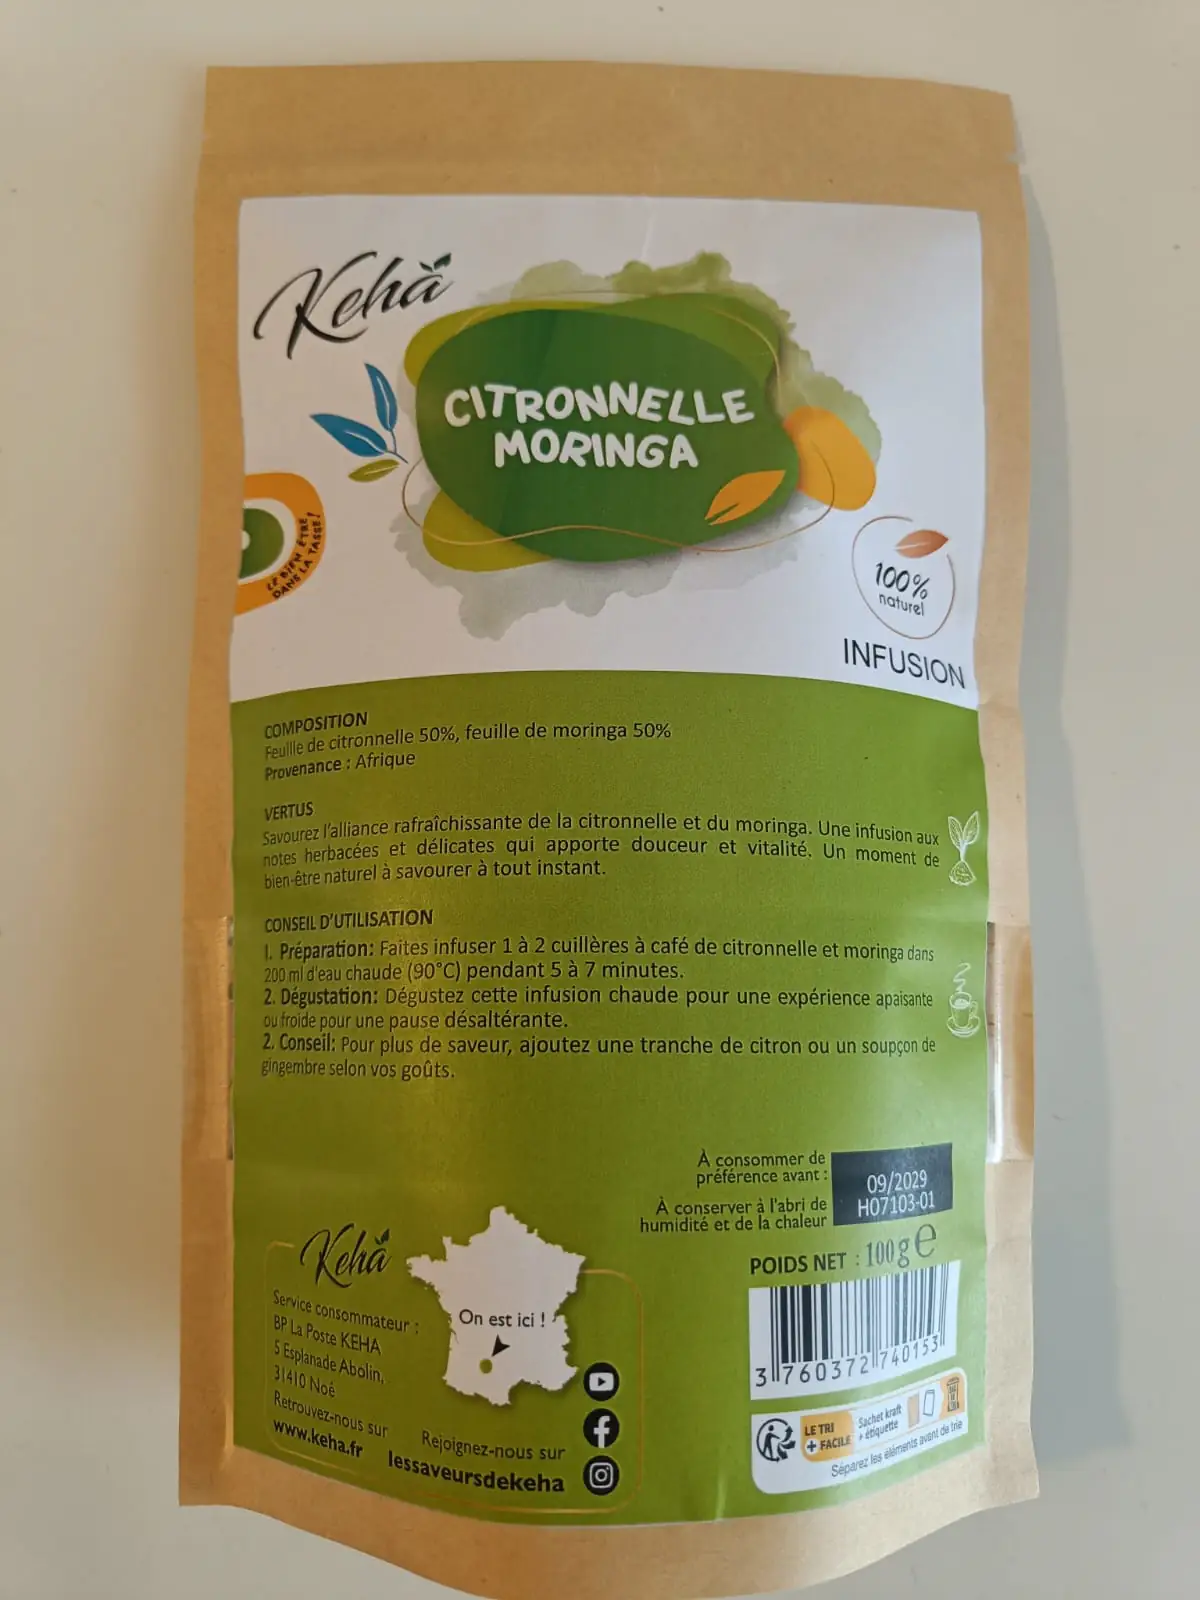 Kehä
CITRONNELLE
MORINGA
LE BIEN ÊTRE
DANS LA TASSE !
100%
naturel
INFUSION
COMPOSITION
Feuille de citronnelle 50%, feuille de moringa 50%
Provenance : Afrique
VERTUS
Savourez l'alliance rafraîchissante de la citronnelle et du moringa. Une infusion aux
notes herbacées et délicates qui apporte douceur et vitalité. Un moment de
bien-être naturel à savourer à tout instant.
CONSEIL D'UTILISATION
1. Préparation: Faites infuser 1 à 2 cuillères à café de citronnelle et moringa dans
200 ml d'eau chaude (90°C) pendant 5 à 7 minutes.
2. Dégustation: Dégustez cette infusion chaude pour une expérience apaisante
ou froide pour une pause désaltérante.
2. Conseil: Pour plus de saveur, ajoutez une tranche de citron ou un soupçon de
gingembre selon vos goûts.
À consommer de
préférence avant :
09/2029
H07103-01
À conserver à l'abri de
humidité et de la chaleur
POIDS NET : 100g e
3 760372 740153
Kehä
Service consommateur :
BP La Poste KEHA
5 Esplanade Abolin,
31410 Noé
Retrouvez-nous sur
www.keha.fr
On est ici !
Rejoignez-nous sur
lessaveursdekeha
LE TRI
+ FACILE
Sachet kraft
+ étiquette
Séparez les éléments avant de trier